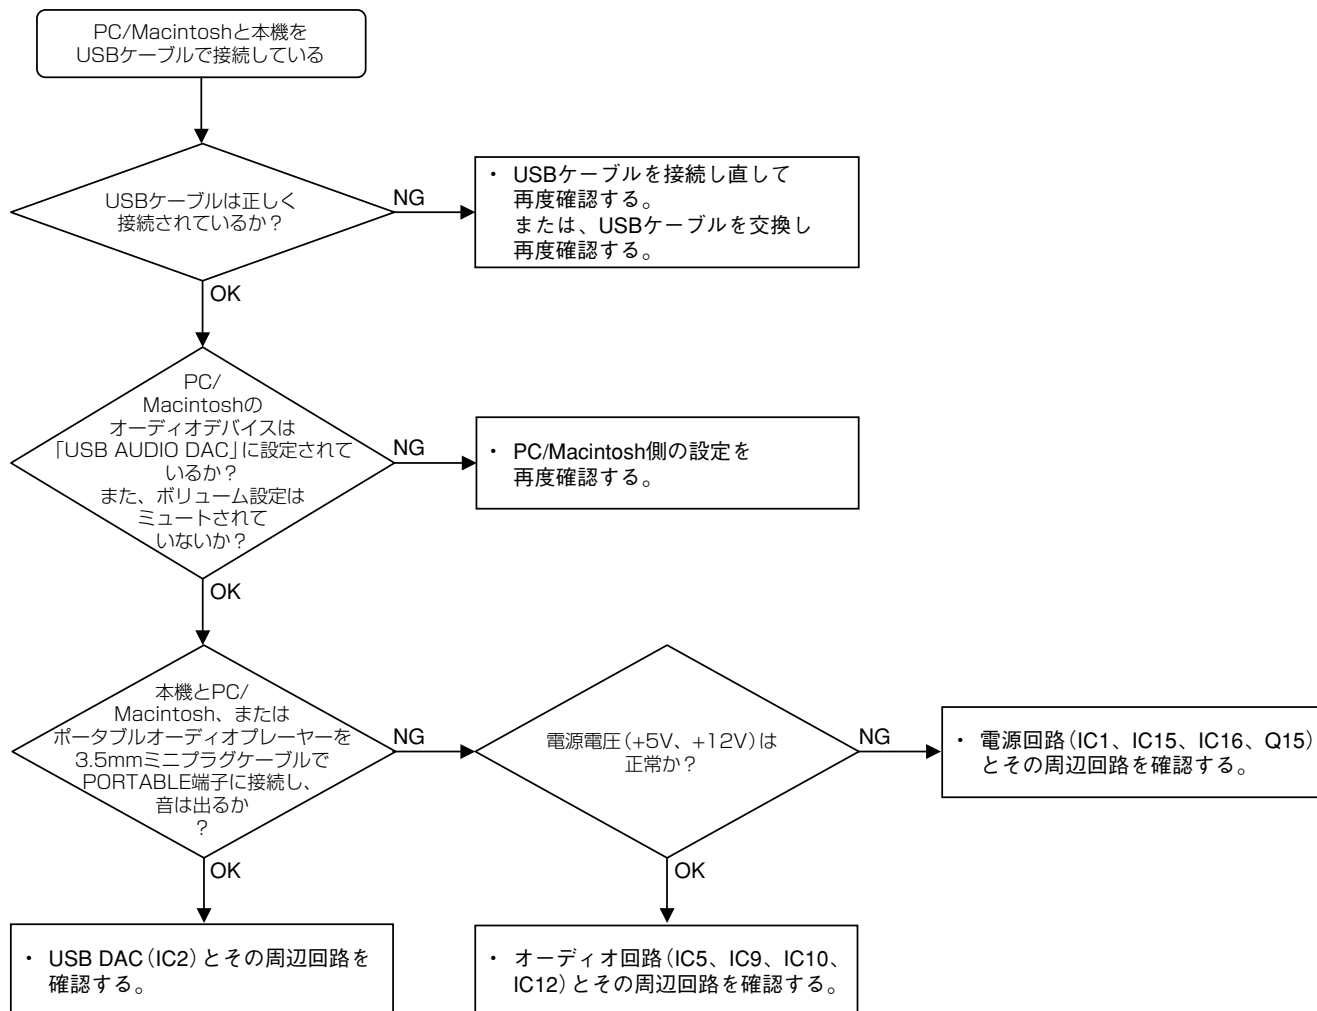 PC/Macintoshと本機を
USBケーブルで接続している
USBケーブルは正しく
接続されているか？
NG
・ USBケーブルを接続し直して
再度確認する。
または、USBケーブルを交換し
再度確認する。
OK
PC/
Macintoshの
オーディオデバイスは
「USB AUDIO DAC」に設定されて
いるか？
また、ボリューム設定は
ミュートされて
いないか？
NG
・ PC/Macintosh側の設定を
再度確認する。
OK
本機とPC/
Macintosh、または
ポータブルオーディオプレーヤーを
3.5mmミニプラグケーブルで
PORTABLE端子に接続し、
音は出るか
？
NG
電源電圧（+5V、+12V）は
正常か？
NG
・ 電源回路（IC1、IC15、IC16、Q15）
とその周辺回路を確認する。
OK
OK
・ USB DAC（IC2）とその周辺回路を
確認する。
・ オーディオ回路（IC5、IC9、IC10、
IC12）とその周辺回路を確認する。